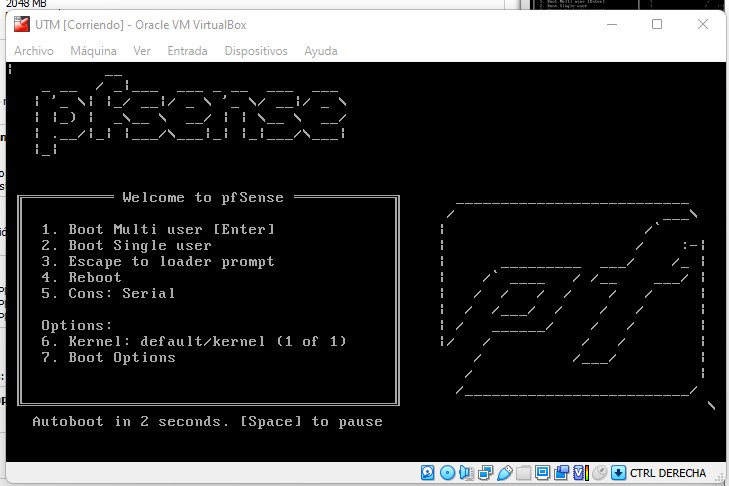 2048 MB
UTM [Corriendo] - Oracle VM VirtualBox
Archivo Máquina Ver Entrada Dispositivos Ayuda
pfSense
Welcome to pfSense
1. Boot Multi user [Enter]
2. Boot Single user
3. Escape to loader prompt
4. Reboot
5. Cons: Serial
Options:
6. Kernel: default/kernel (1 of 1)
7. Boot Options
Autoboot in 2 seconds. [Space] to pause
pf
CTRL DERECHA